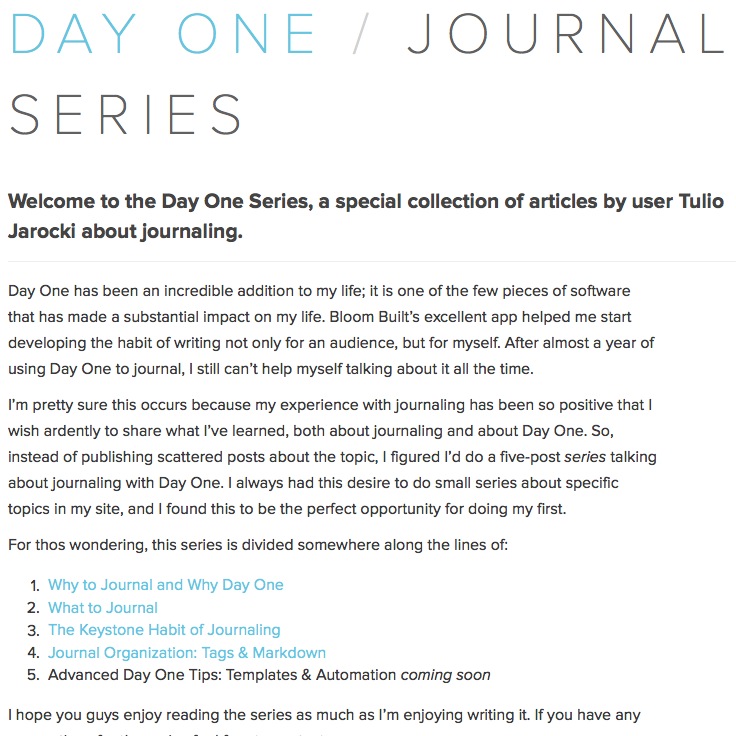 DAY ONE / JOURNAL
SERIES
Welcome to the Day One Series, a special collection of articles by user Tulio
Jarocki about journaling.
Day One has been an incredible addition to my life; it is one of the few pieces of software
that has made a substantial impact on my life. Bloom Built’s excellent app helped me start
developing the habit of writing not only for an audience, but for myself. After almost a year of
using Day One to journal, I still can’t help myself talking about it all the time.
I’m pretty sure this occurs because my experience with journaling has been so positive that I
wish ardently to share what I’ve learned, both about journaling and about Day One. So,
instead of publishing scattered posts about the topic, I figured I’d do a five-post series talking
about journaling with Day One. I always had this desire to do small series about specific
topics in my site, and I found this to be the perfect opportunity for doing my first.
For thos wondering, this series is divided somewhere along the lines of:
1. Why to Journal and Why Day One
2. What to Journal
3. The Keystone Habit of Journaling
4. Journal Organization: Tags & Markdown
5. Advanced Day One Tips: Templates & Automation coming soon
I hope you guys enjoy reading the series as much as I’m enjoying writing it. If you have any